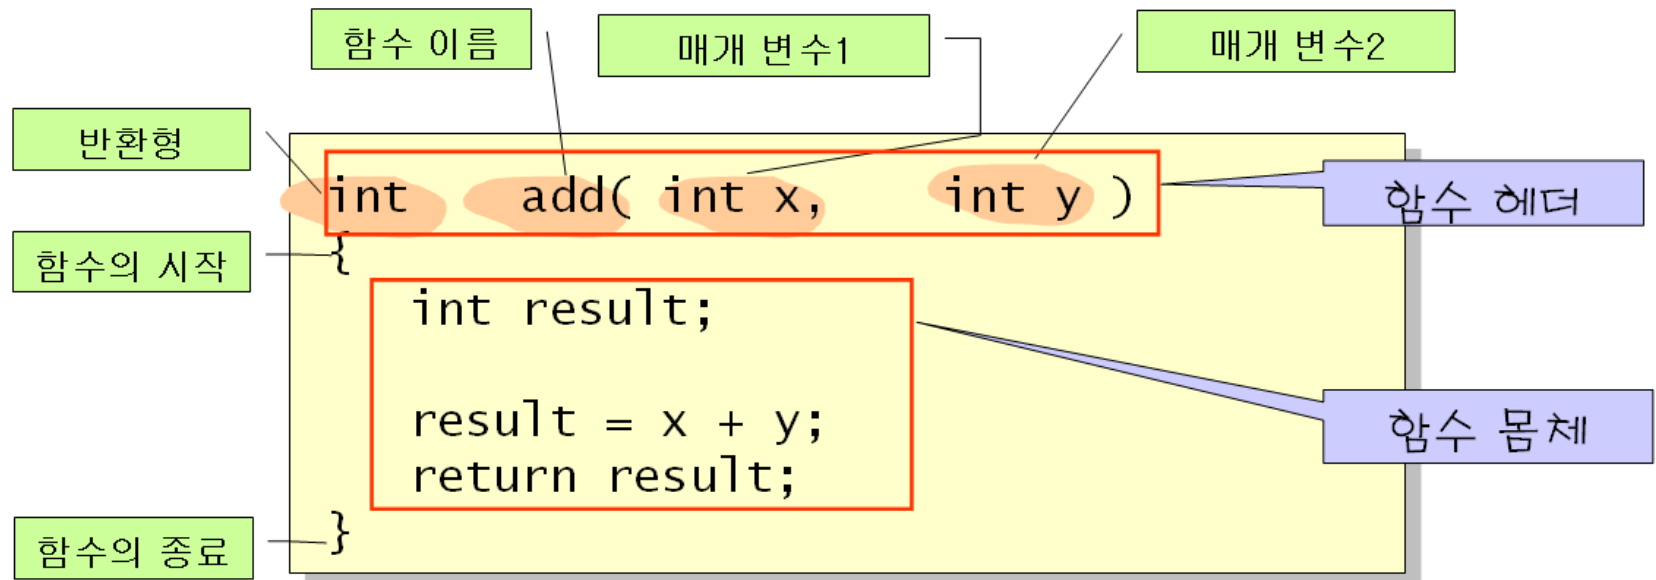 함수 이름
매개 변수1
매개 변수2
반환형
int add( int x, int y )
함수 헤더
함수의 시작
{
int result;
result = x + y;
함수 몸체
return result;
}
함수의 종료